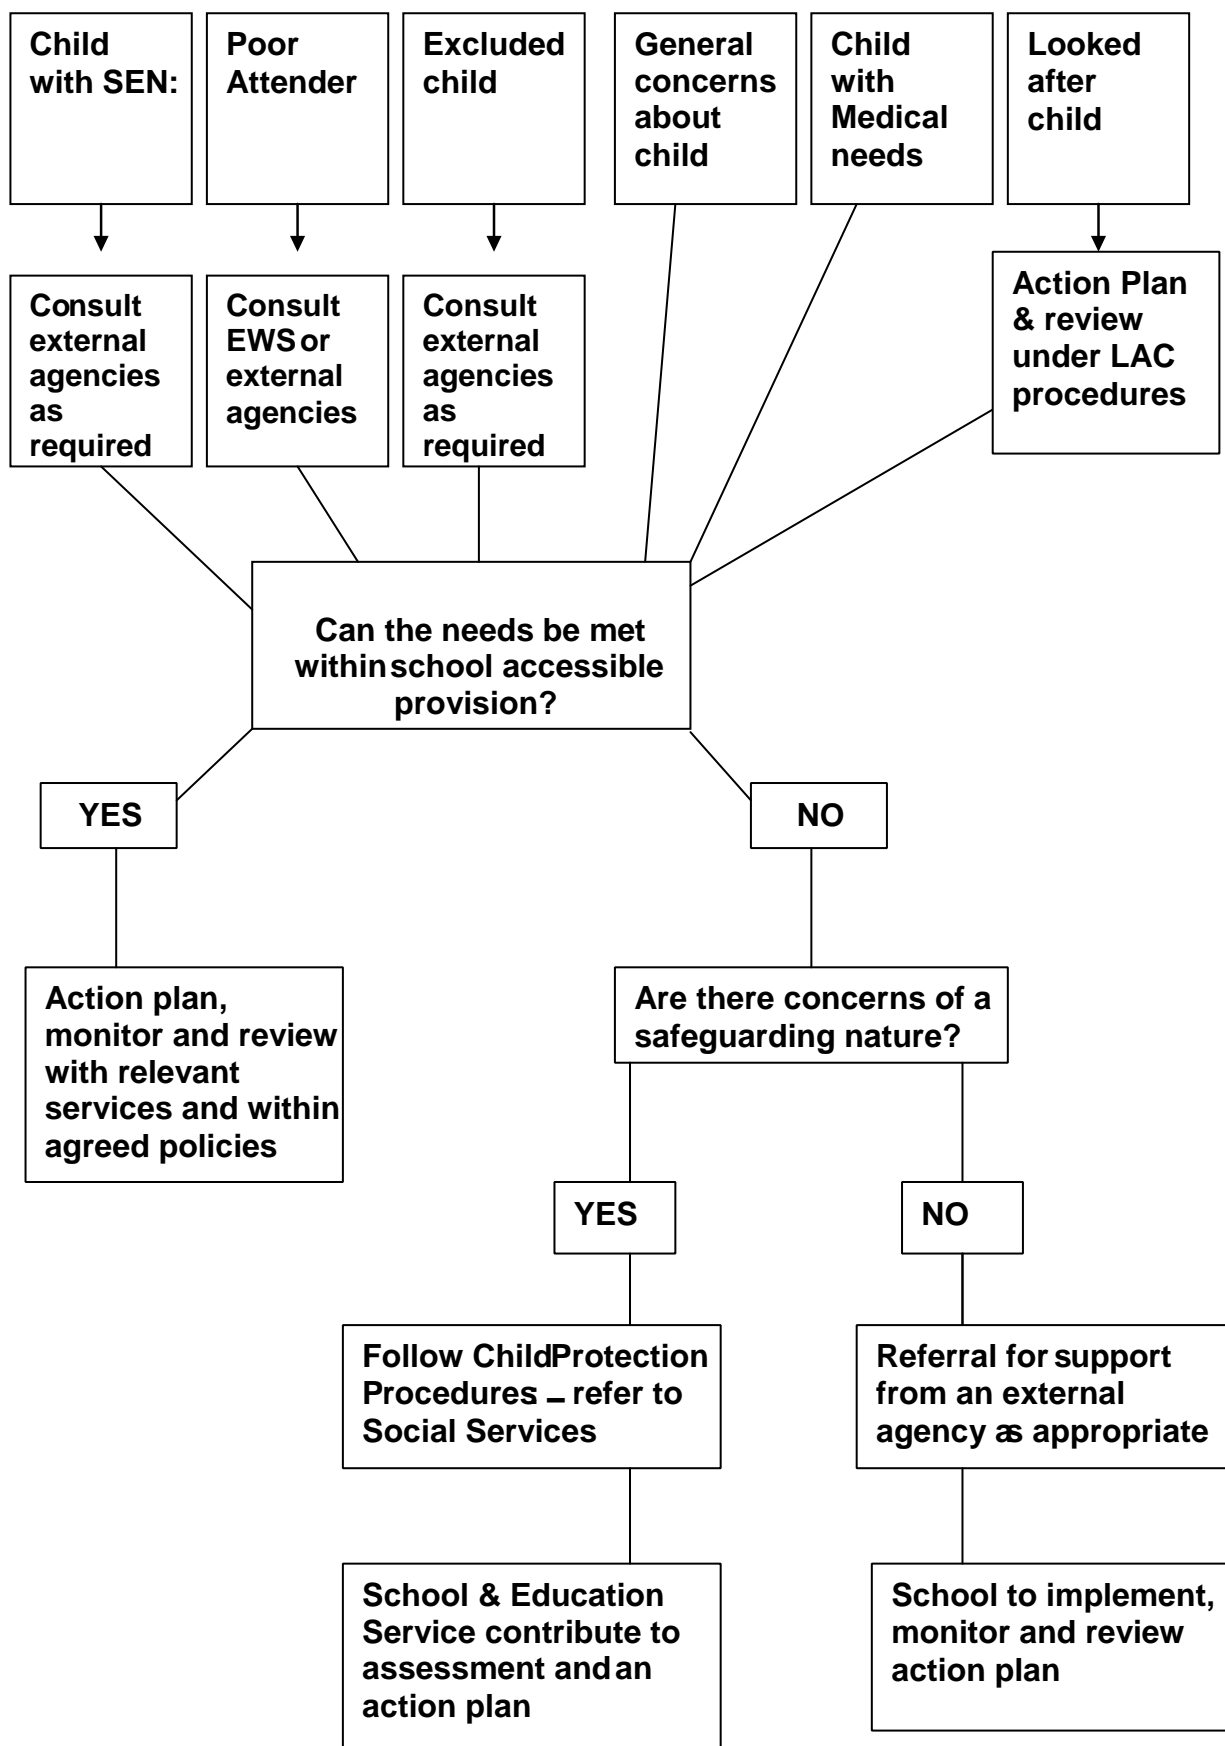 Child
with SEN:
Poor
Attender
Excluded
child
General
concerns
about
child
Child
with
Medical
needs
Looked
after
child
Consult
external
agencies
as
required
Consult
EWS or
external
agencies
Consult
external
agencies
as
required
Action Plan
& review
under LAC
procedures
Can the needs be met
within school accessible
provision?
YES
NO
Action plan,
monitor and review
with relevant
services and within
agreed policies
Are there concerns of a
safeguarding nature?
YES
NO
Follow Child Protection
Procedures – refer to
Social Services
Referral for support
from an external
agency as appropriate
School & Education
Service contribute to
assessment and an
action plan
School to implement,
monitor and review
action plan